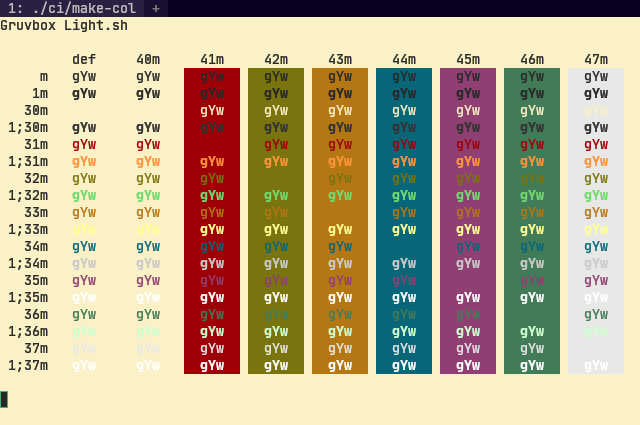 1: ./ci/make-col +
Gruvbox Light.sh
def 40m 41m 42m 43m 44m 45m 46m 47m
m gYw gYw gYw gYw gYw gYw gYw gYw gYw
1m gYw gYw gYw gYw gYw gYw gYw gYw gYw
30m gYw gYw gYw gYw gYw gYw gYw
1;30m gYw gYw gYw gYw gYw gYw gYw gYw gYw
31m gYw gYw gYw gYw gYw gYw gYw gYw
1;31m gYw gYw gYw gYw gYw gYw gYw gYw gYw
32m gYw gYw gYw gYw gYw gYw gYw gYw
1;32m gYw gYw gYw gYw gYw gYw gYw gYw gYw
33m gYw gYw gYw gYw gYw gYw gYw gYw
1;33m gYw gYw gYw gYw gYw gYw gYw gYw gYw
34m gYw gYw gYw gYw gYw gYw gYw gYw
1;34m gYw gYw gYw gYw gYw gYw gYw gYw gYw
35m gYw gYw gYw gYw gYw gYw gYw gYw
1;35m gYw gYw gYw gYw gYw gYw gYw gYw gYw
36m gYw gYw gYw gYw gYw gYw gYw gYw
1;36m gYw gYw gYw gYw gYw gYw gYw gYw gYw
37m gYw gYw gYw gYw gYw gYw gYw gYw
1;37m gYw gYw gYw gYw gYw gYw gYw gYw gYw